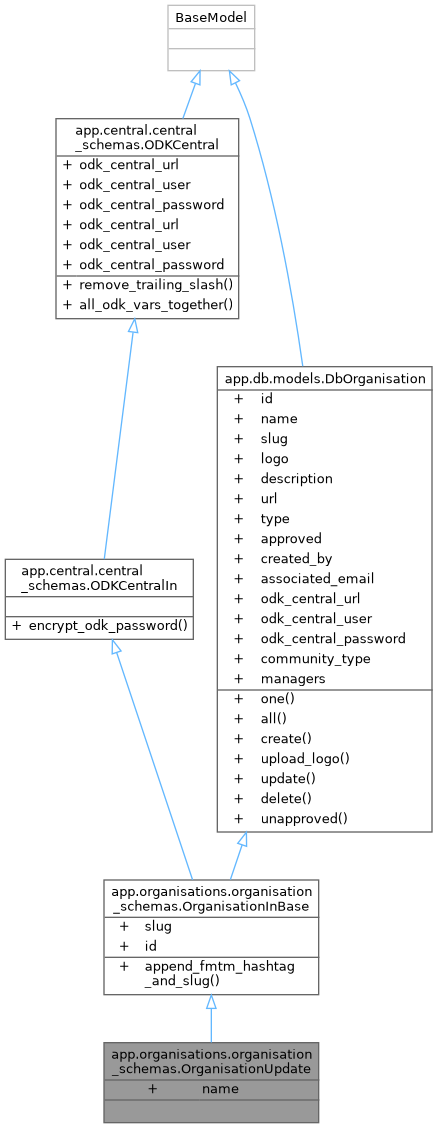 BaseModel
app.central.central
_schemas.ODKCentral
+ odk_central_url
+ odk_central_user
+ odk_central_password
+ odk_central_url
+ odk_central_user
+ odk_central_password
+ remove_trailing_slash()
+ all_odk_vars_together()
app.db.models.DbOrganisation
+ id
+ name
+ slug
+ logo
+ description
+ url
+ type
+ approved
+ created_by
+ associated_email
+ odk_central_url
+ odk_central_user
+ odk_central_password
+ community_type
+ managers
+ one()
+ all()
+ create()
+ upload_logo()
+ update()
+ delete()
+ unapproved()
app.central.central
_schemas.ODKCentralIn
+ encrypt_odk_password()
app.organisations.organisation
_schemas.OrganisationInBase
+ slug
+ id
+ append_fmtm_hashtag
_and_slug()
app.organisations.organisation
_schemas.OrganisationUpdate
+ name